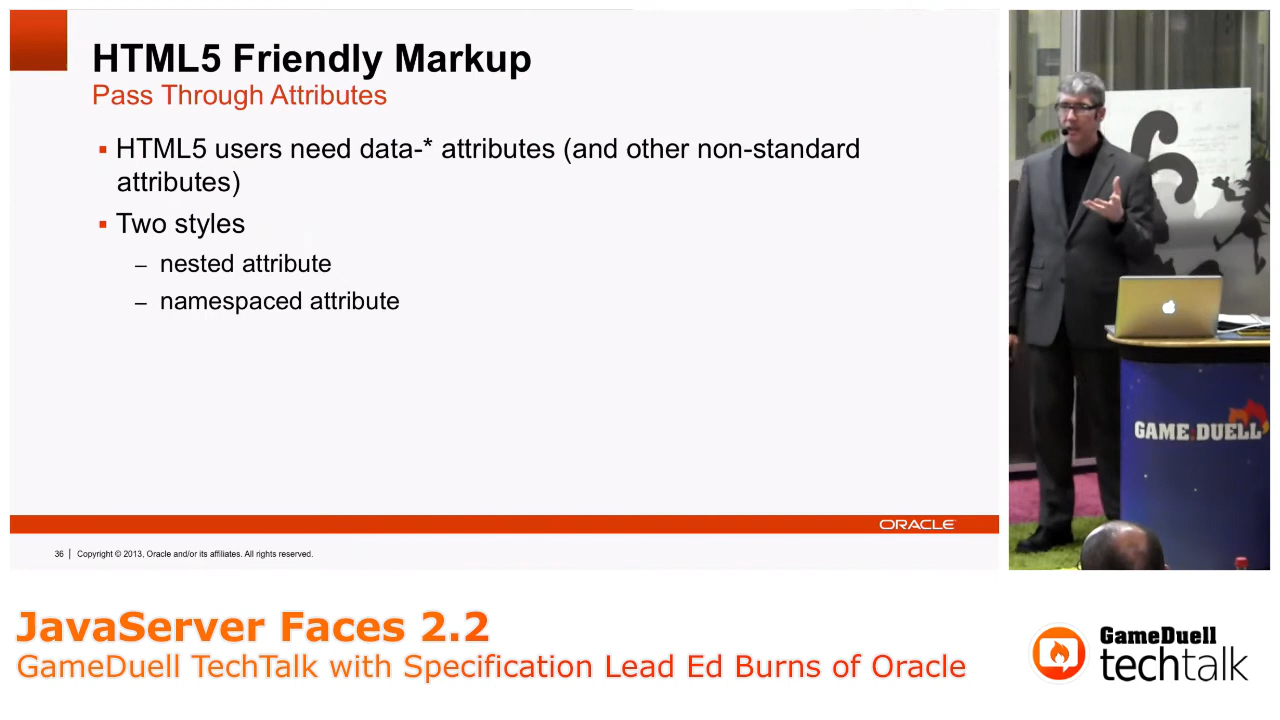 HTML5 Friendly Markup
Pass Through Attributes
▪ HTML5 users need data-* attributes (and other non-standard
attributes)
▪ Two styles
– nested attribute
– namespaced attribute
ORACLE
36 | Copyright © 2013, Oracle and/or its affiliates. All rights reserved.
GAME DUELL
JavaServer Faces 2.2
GameDuell TechTalk with Specification Lead Ed Burns of Oracle
GameDuell
techtalk